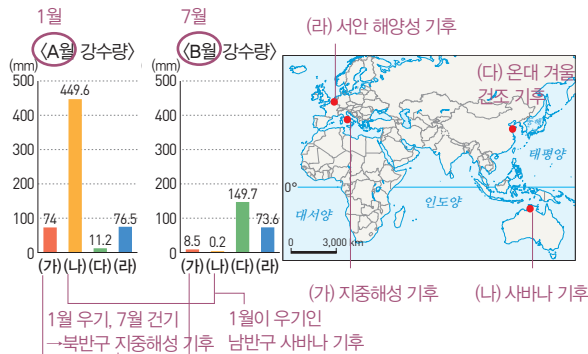 1월
7월
(라) 서안 해양성 기후
〈A월 강수량〉
〈B월 강수량〉
(mm)
500
400
300
200
100
0
74
449.6
11.2
76.5
(가) (나) (다) (라)
(mm)
500
400
300
200
100
0
8.5
0.2
149.7
73.6
(가) (나) (다) (라)
(다) 온대 겨울
건조 기후
태평양
0°
대서양
인도양
0
3,000 km
(가) 지중해성 기후
(나) 사바나 기후
1월 우기, 7월 건기
→북반구 지중해성 기후
1월이 우기인
남반구 사바나 기후